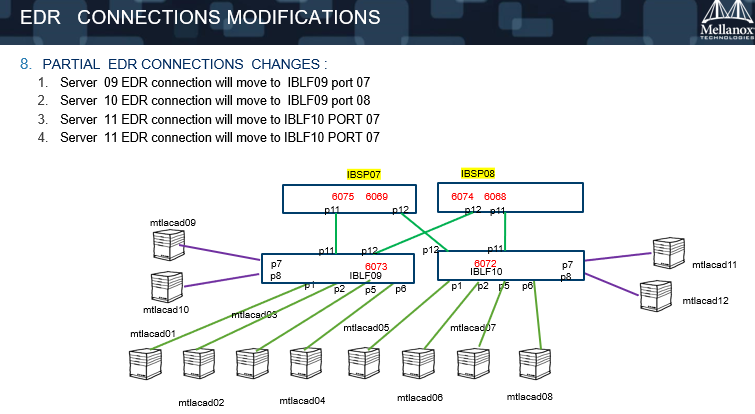 EDR CONNECTIONS MODIFICATIONS
Mellanox
TECHNOLOGIES
8. PARTIAL EDR CONNECTIONS CHANGES :
1. Server 09 EDR connection will move to IBLF09 port 07
2. Server 10 EDR connection will move to IBLF09 port 08
3. Server 11 EDR connection will move to IBLF10 PORT 07
4. Server 11 EDR connection will move to IBLF10 PORT 07
IBSP07 IBSP08
6075 6069 6074 6068
p11 p12 p12 p11
mtlacad09
p11 p12 p12 p11
p7 6073 6072 p7
p8 IBLF09 IBLF10 p8
mtlacad11
p1 p2 p5 p6 p1 p2 p5 p6
mtlacad12
mtlacad10 mtlacad03
mtlacad01 mtlacad05 mtlacad07
mtlacad02 mtlacad04 mtlacad06 mtlacad08